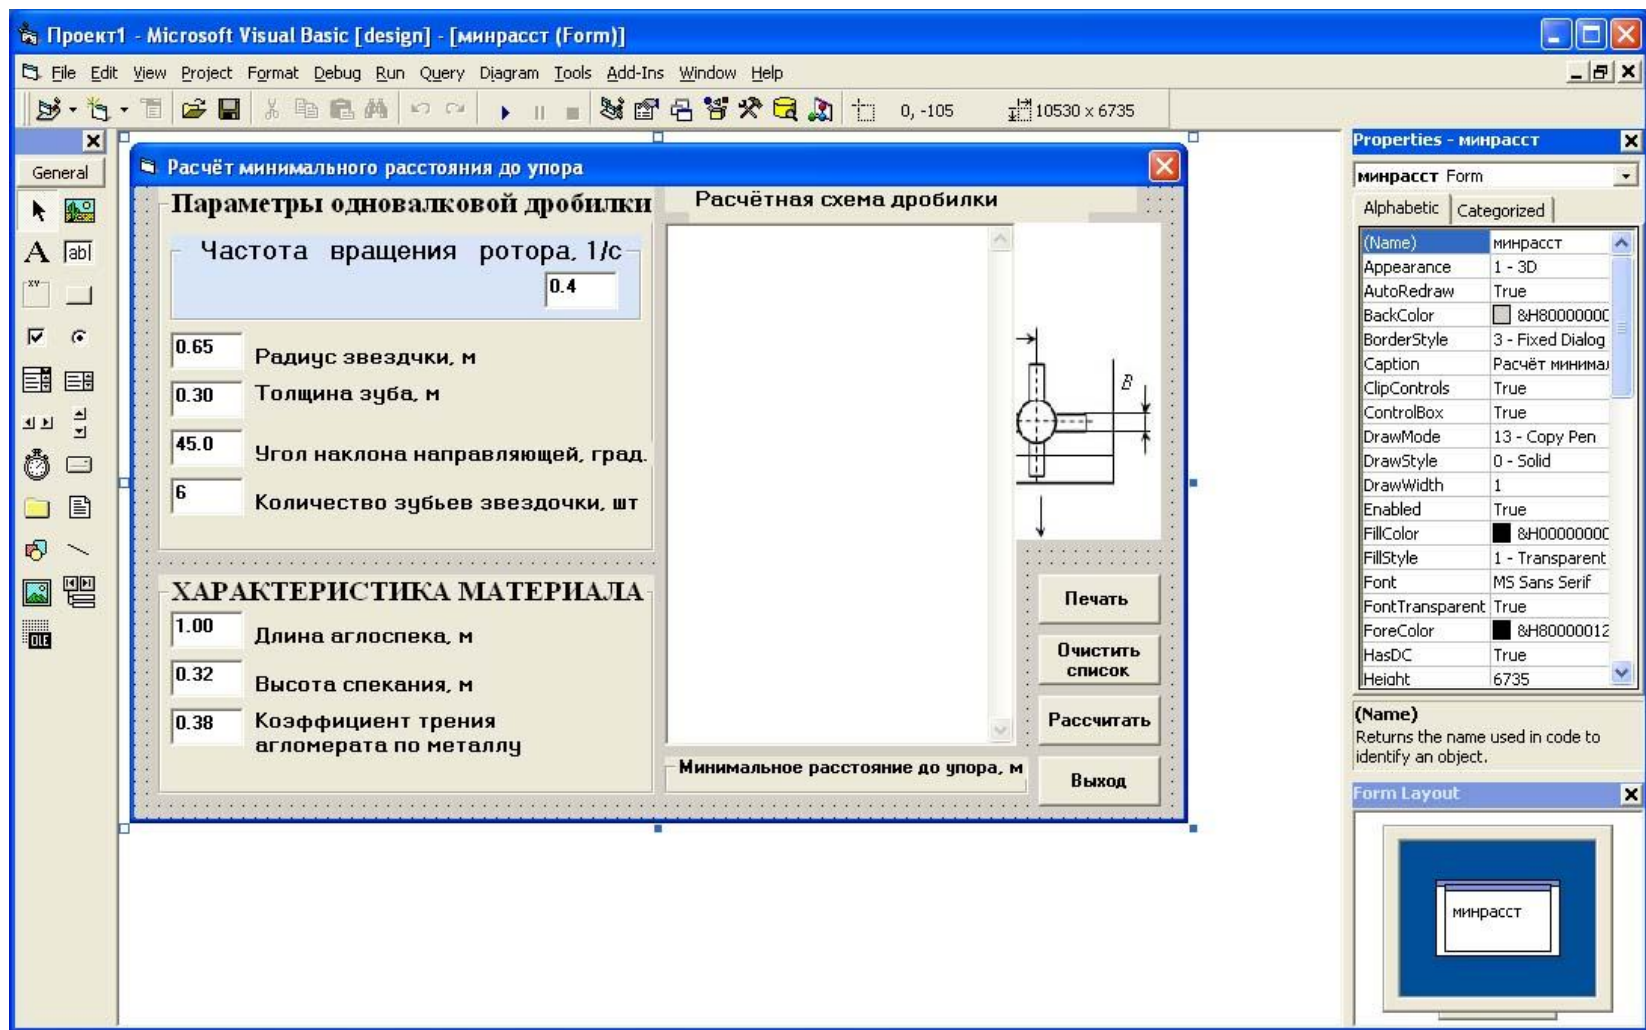 Проект1 - Microsoft Visual Basic [design] - [минрасст (Form)]
File Edit View Project Format Debug Run Query Diagram Tools Add-Ins Window Help
0, -105 10530 x 6735
General
A ab|
XY
OLE
Расчёт минимального расстояния до упора
Параметры одновалковой дробилки
Частота вращения ротора, 1/с
0.4
0.65 Радиус звездчки, м
0.30 Толщина зуба, м
45.0 Угол наклона направляющей, град.
6 Количество зубьев звездочки, шт
ХАРАКТЕРИСТИКА МАТЕРИАЛА
1.00 Длина аглоспека, м
0.32 Высота спекания, м
0.38 Коэффициент трения
агломерата по металлу
Расчётная схема дробилки
B
Минимальное расстояние до упора, м
Печать
Очистить
список
Рассчитать
Выход
Properties - минрасст
минрасст Form
Alphabetic Categorized
(Name) минрасст
Appearance 1 - 3D
AutoRedraw True
BackColor &H8000000C
BorderStyle 3 - Fixed Dialog
Caption Расчёт минимал
ClipControls True
ControlBox True
DrawMode 13 - Copy Pen
DrawStyle 0 - Solid
DrawWidth 1
Enabled True
FillColor &H00000000
FillStyle 1 - Transparent
Font MS Sans Serif
FontTransparent True
ForeColor &H80000012
HasDC True
Height 6735
(Name)
Returns the name used in code to
identify an object.
Form Layout
минрасст